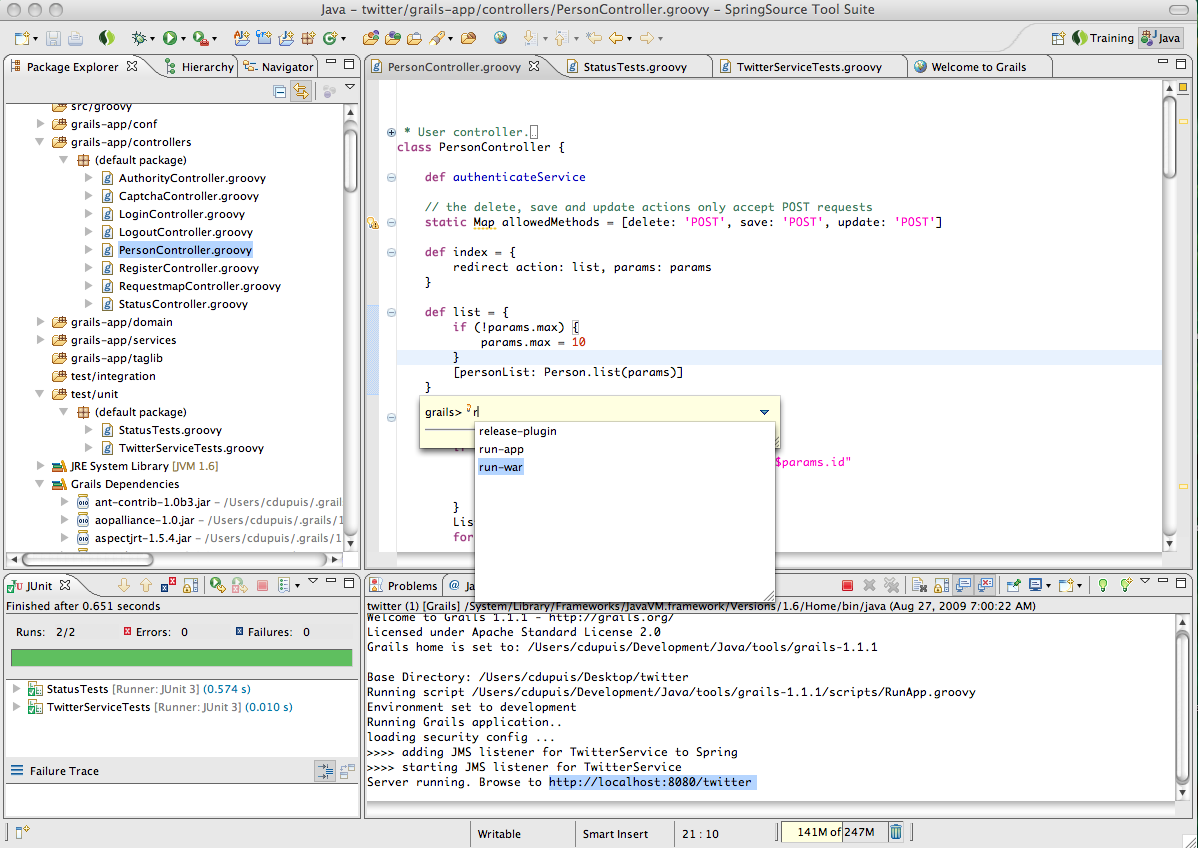 Java - twitter/grails-app/controllers/PersonController.groovy - SpringSource Tool Suite
Training
Java
Package Explorer
Hierarchy
Navigator
src/groovy
grails-app/conf
grails-app/controllers
(default package)
AuthorityController.groovy
CaptchaController.groovy
LoginController.groovy
LogoutController.groovy
PersonController.groovy
RegisterController.groovy
RequestmapController.groovy
StatusController.groovy
grails-app/domain
grails-app/services
grails-app/taglib
test/integration
test/unit
(default package)
StatusTests.groovy
TwitterServiceTests.groovy
JRE System Library [JVM 1.6]
Grails Dependencies
ant-contrib-1.0b3.jar - /Users/cdupuis/.grail
aopalliance-1.0.jar - /Users/cdupuis/.grails/1
aspectjrt-1.5.4.jar - /Users/cdupuis/.grails/1
PersonController.groovy
StatusTests.groovy
TwitterServiceTests.groovy
Welcome to Grails
* User controller.
class PersonController {
def authenticateService
// the delete, save and update actions only accept POST requests
static Map allowedMethods = [delete: 'POST', save: 'POST', update: 'POST']
def index = {
redirect action: list, params: params
}
def list = {
if (!params.max) {
params.max = 10
}
[personList: Person.list(params)]
}
grails> r
release-plugin
run-app
run-war
$params.id"
}
Lis
for
JUnit
Finished after 0.651 seconds
Runs: 2/2
Errors: 0
Failures: 0
StatusTests [Runner: JUnit 3] (0.574 s)
TwitterServiceTests [Runner: JUnit 3] (0.010 s)
Failure Trace
Problems
@ Ja
twitter (1) [Grails] /System/Library/Frameworks/JavaVM.framework/Versions/1.6/Home/bin/java (Aug 27, 2009 7:00:22 AM)
Welcome to Grails 1.1.1 - http://grails.org/
Licensed under Apache Standard License 2.0
Grails home is set to: /Users/cdupuis/Development/Java/tools/grails-1.1.1
Base Directory: /Users/cdupuis/Desktop/twitter
Running script /Users/cdupuis/Development/Java/tools/grails-1.1.1/scripts/RunApp.groovy
Environment set to development
Running Grails application..
loading security config ...
>>>> adding JMS listener for TwitterService to Spring
>>>> starting JMS listener for TwitterService
Server running. Browse to http://localhost:8080/twitter
Writable
Smart Insert
21 : 10
141M of 247M